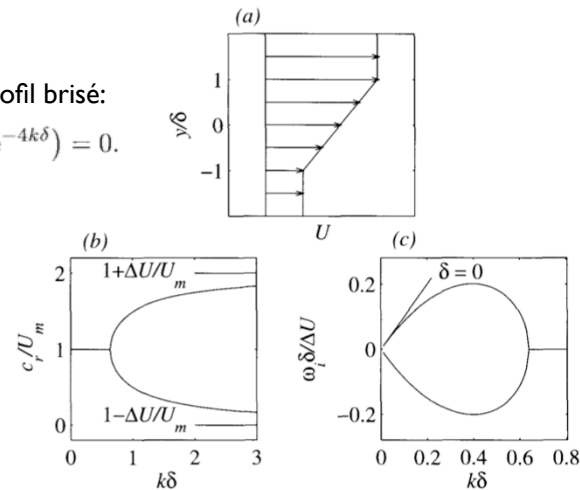 (a)
ofil brisé:
e^{-4kδ}) = 0.
y/δ
1
0
-1
U
(b)
c_r/U_m
2
1
0
1+ΔU/U_m
1-ΔU/U_m
0 1 2 3
kδ
(c)
ω_iδ/ΔU
0.2
0
-0.2
δ = 0
0 0.2 0.4 0.6 0.8
kδ